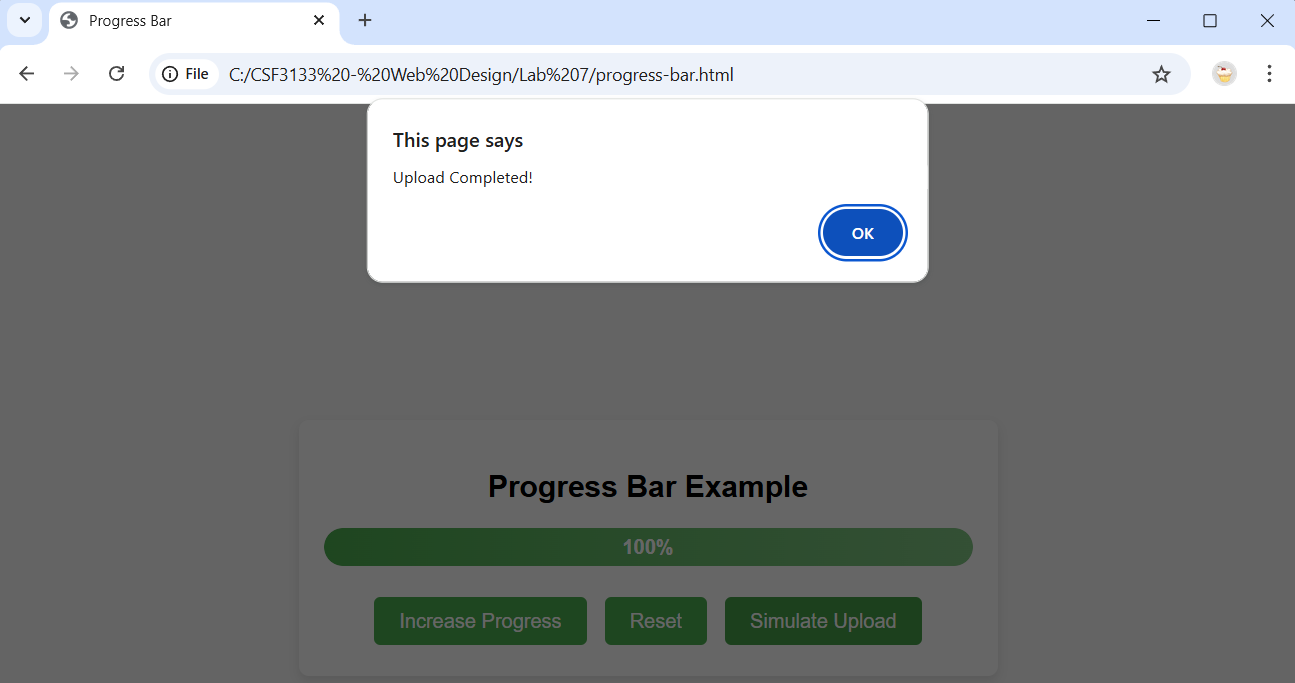 Progress Bar
File C:/CSF3133%20-%20Web%20Design/Lab%207/progress-bar.html
This page says
Upload Completed!
OK
Progress Bar Example
100%
Increase Progress Reset Simulate Upload